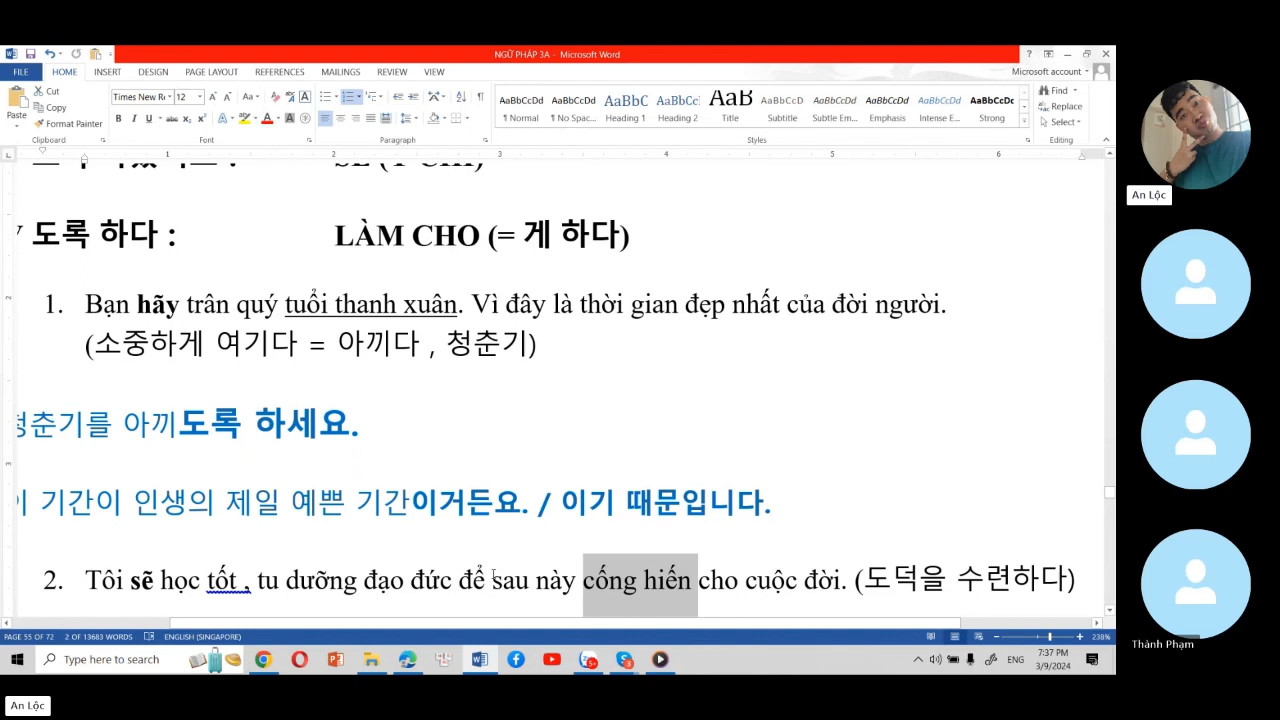 NGỮ PHÁP 3A - Microsoft Word
FILE HOME INSERT DESIGN PAGE LAYOUT REFERENCES MAILINGS REVIEW VIEW
Microsoft account
Paste
Cut
Copy
Format Painter
Clipboard
Times New R 12
Font
Paragraph
AaBbCcDd AaBbCcDd AaBbC AaBbCc AaB AaBbCcDd AaBbCcDd AaBbCcDd AaBbCcDd AaBbCcDc
¶ Normal ¶ No Spac... Heading 1 Heading 2 Title Subtitle Subtle Em... Emphasis Intense E... Strong
Styles
Find
Replace
Select
Editing
1 2 3 4 5 6
도록 하다 : LÀM CHO (= 게 하다)
1. Bạn hãy trân quý tuổi thanh xuân. Vì đây là thời gian đẹp nhất của đời người.
(소중하게 여기다 = 아끼다 , 청춘기)
청춘기를 아끼도록 하세요.
기간이 인생의 제일 예쁜 기간이거든요. / 이기 때문입니다.
2. Tôi sẽ học tốt , tu dưỡng đạo đức để sau này cống hiến cho cuộc đời. (도덕을 수련하다)
PAGE 55 OF 72 2 OF 13683 WORDS ENGLISH (SINGAPORE) 238%
Type here to search
ENG
7:37 PM
3/9/2024
An Lộc
Thành Phạm
An Lộc